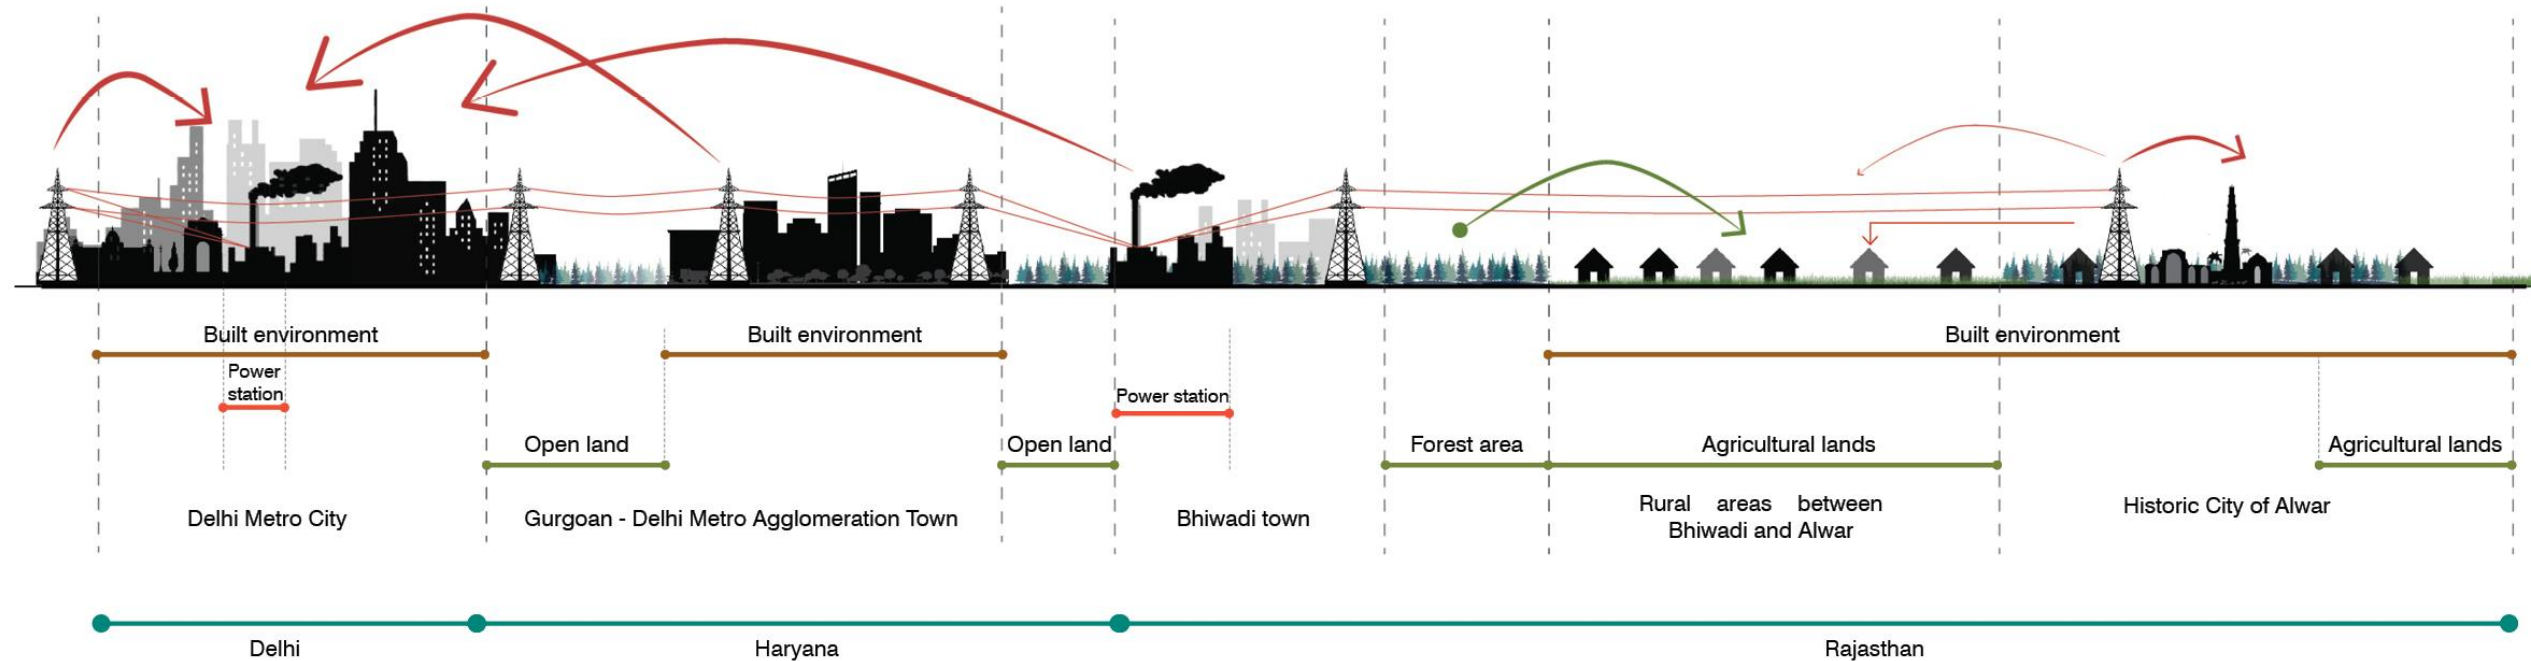 Built environment
Built environment
Built environment
Power
station
Power station
Open land
Open land
Forest area
Agricultural lands
Agricultural lands
Delhi Metro City
Gurgoan - Delhi Metro Agglomeration Town
Bhiwadi town
Rural areas between
Bhiwadi and Alwar
Historic City of Alwar
Delhi
Haryana
Rajasthan